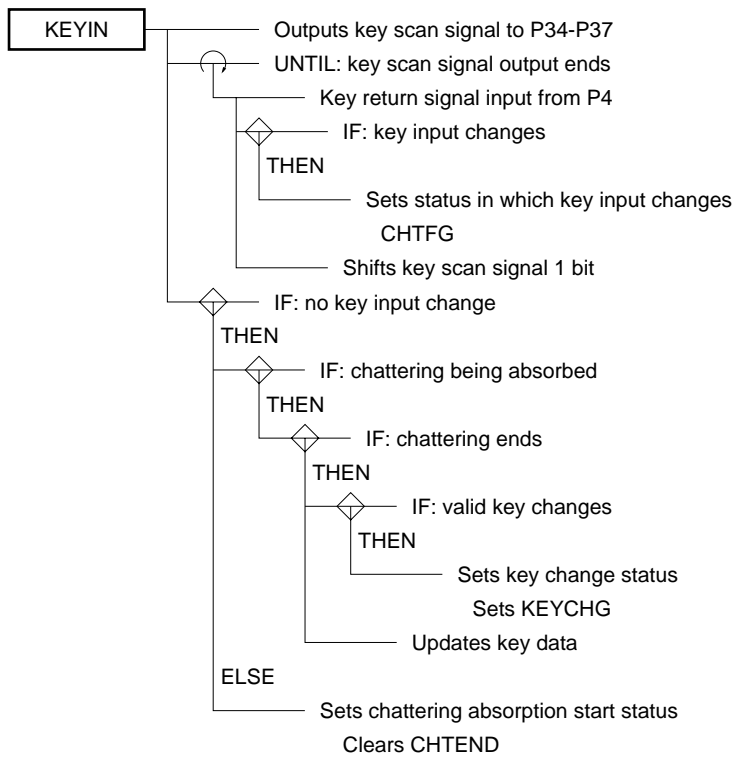 KEYIN
Outputs key scan signal to P34-P37
UNTIL: key scan signal output ends
Key return signal input from P4
IF: key input changes
THEN
Sets status in which key input changes
CHTFG
Shifts key scan signal 1 bit
IF: no key input change
THEN
IF: chattering being absorbed
THEN
IF: chattering ends
THEN
IF: valid key changes
THEN
Sets key change status
Sets KEYCHG
Updates key data
ELSE
Sets chattering absorption start status
Clears CHTEND